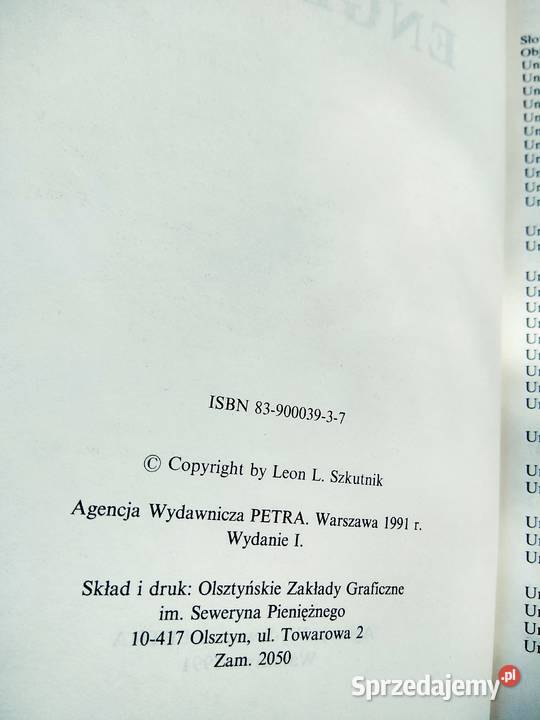 ENGL
ISBN 83-900039-3-7
© Copyright by Leon L. Szkutnik
Agencja Wydawnicza PETRA. Warszawa 1991 r.
Wydanie I.
Skład i druk: Olsztyńskie Zakłady Graficzne
im. Seweryna Pieniężnego
10-417 Olsztyn, ul. Towarowa 2
Zam. 2050
Sprzedajemy.pl